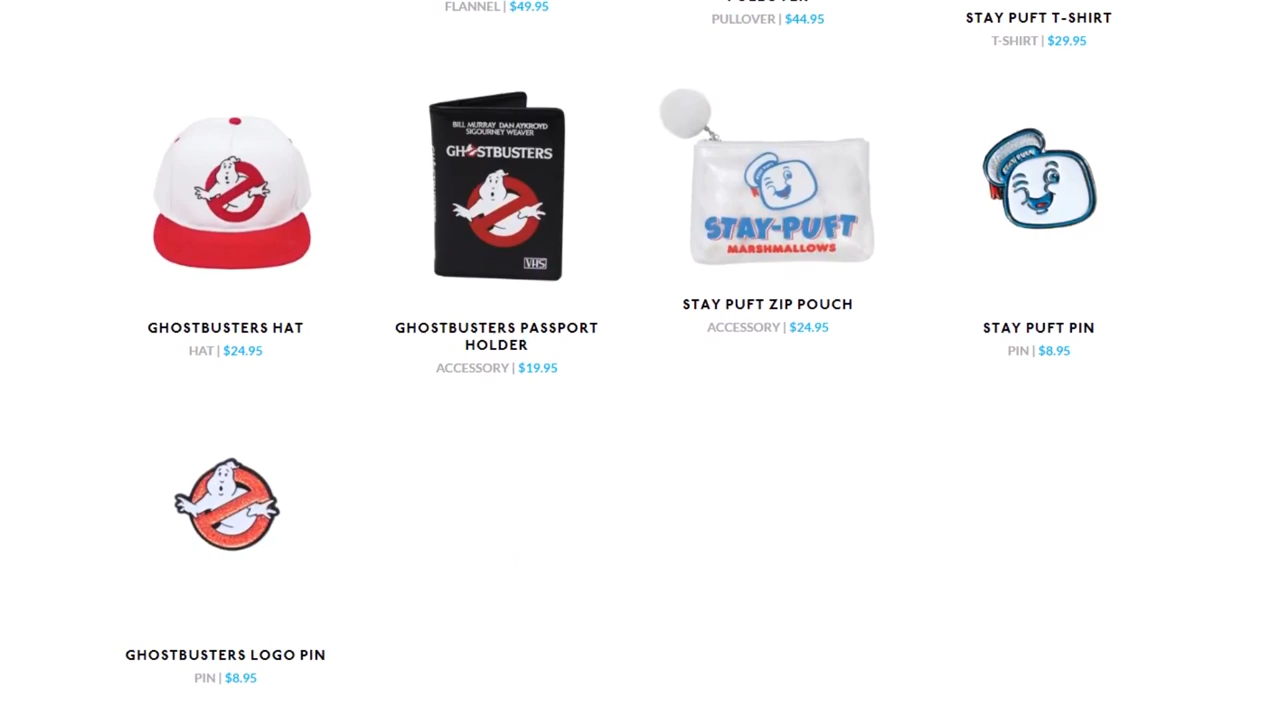 FLANNEL | $49.95
PULLOVER | $44.95
STAY PUFT T-SHIRT
T-SHIRT | $29.95
BILL MURRAY DAN AYKROYD
SIGOURNEY WEAVER
GHOSTBUSTERS
VHS
STAY-PUFT
MARSHMALLOWS
GHOSTBUSTERS HAT
HAT | $24.95
GHOSTBUSTERS PASSPORT
HOLDER
ACCESSORY | $19.95
STAY PUFT ZIP POUCH
ACCESSORY | $24.95
STAY PUFT PIN
PIN | $8.95
GHOSTBUSTERS LOGO PIN
PIN | $8.95